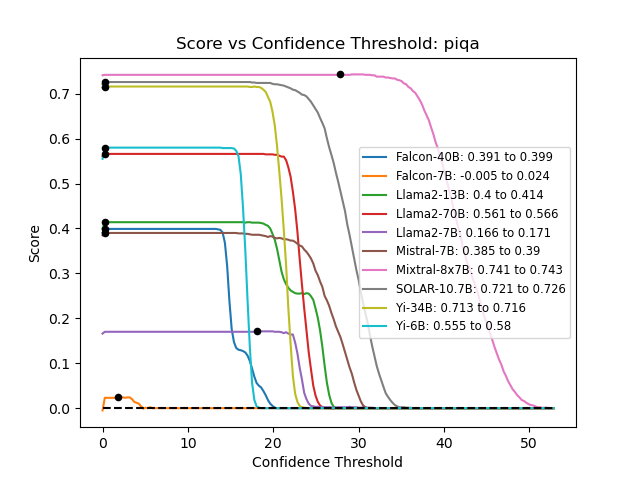 Score vs Confidence Threshold: piqa
Score
0.7
0.6
0.5
0.4
0.3
0.2
0.1
0.0
Falcon-40B: 0.391 to 0.399
Falcon-7B: -0.005 to 0.024
Llama2-13B: 0.4 to 0.414
Llama2-70B: 0.561 to 0.566
Llama2-7B: 0.166 to 0.171
Mistral-7B: 0.385 to 0.39
Mixtral-8x7B: 0.741 to 0.743
SOLAR-10.7B: 0.721 to 0.726
Yi-34B: 0.713 to 0.716
Yi-6B: 0.555 to 0.58
0 10 20 30 40 50
Confidence Threshold